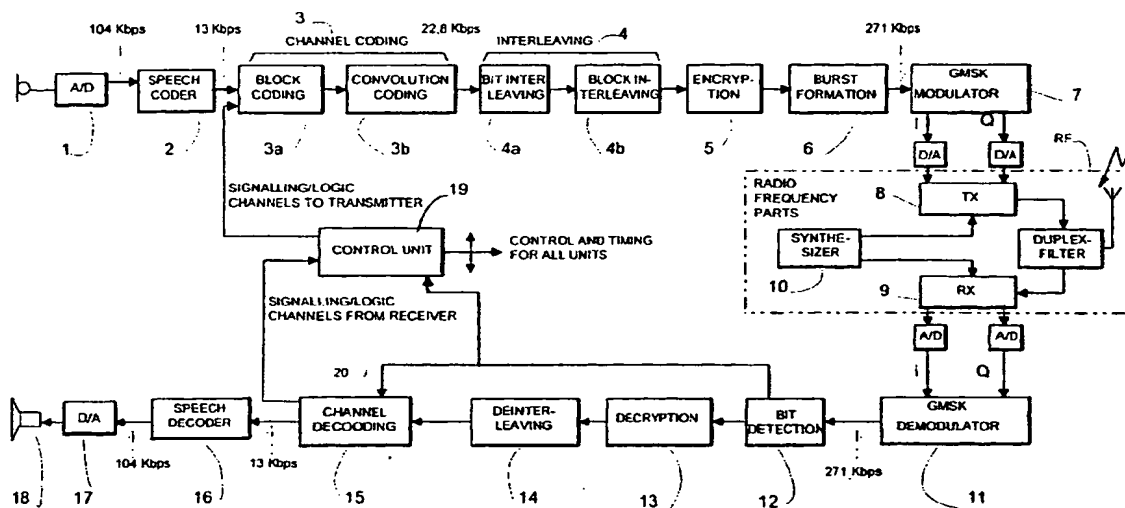 3
104 Kbps
13 Kbps
CHANNEL CODING
22,8 Kbps
INTERLEAVING
4
271 Kbps
A/D
SPEECH
CODER
BLOCK
CODING
CONVOLUTION
CODING
BIT INTER
LEAVING
BLOCK IN-
TERLEAVING
ENCRYP-
TION
BURST
FORMATION
GMSK
MODULATOR
7
1
2
3a
3b
4a
4b
5
6
I
Q
D/A
D/A
RF
RADIO
FREQUENCY
PARTS
8
TX
SIGNALLING/LOGIC
CHANNELS TO TRANSMITTER
19
CONTROL UNIT
CONTROL AND TIMING
FOR ALL UNITS
SYNTHE-
SIZER
DUPLEX-
FILTER
10
9
RX
SIGNALLING/LOGIC
CHANNELS FROM RECEIVER
A/D
A/D
20
I
Q
D/A
SPEECH
DECODER
CHANNEL
DECOODING
DEINTER-
LEAVING
DECRYPTION
BIT
DETECTION
GMSK
DEMODULATOR
104 Kbps
13 Kbps
271 Kbps
18
17
16
15
14
13
12
11